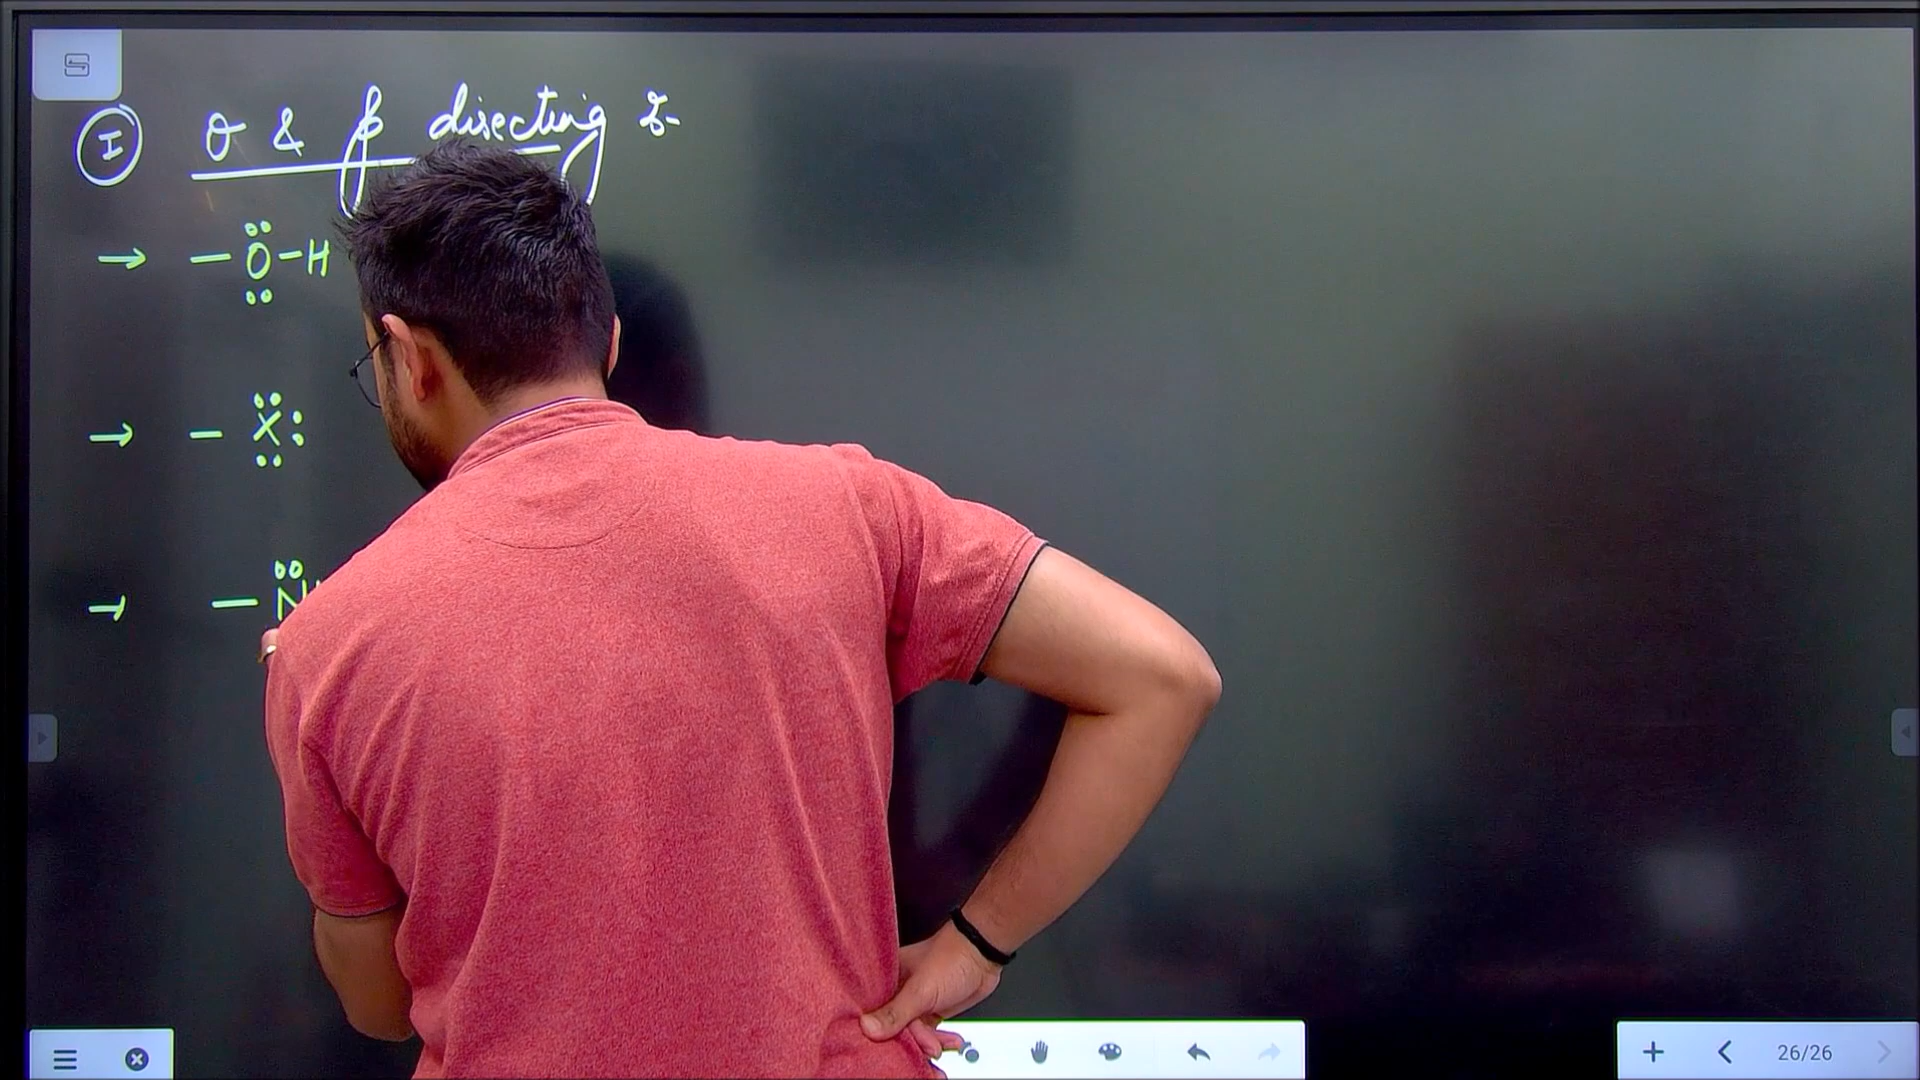 I o & p directing :-
→ -Ö-H
→ - X:
→ - N
26/26